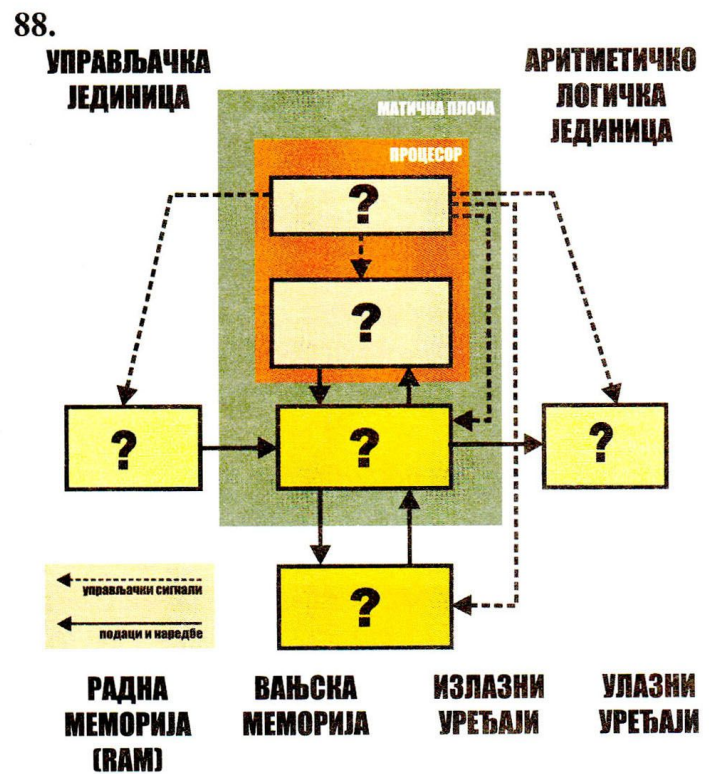 88.
УПРАВЉАЧКА
ЈЕДИНИЦА
АРИТМЕТИЧКО
ЛОГИЧКА
ЈЕДИНИЦА
МАТИЧНА ПЛОЧА
ПРОЦЕСОР
?
?
?
?
?
?
управљачки сигнали
подаци и наредбе
РАДНА
МЕМОРИЈА
(RAM)
ВАЊСКА
МЕМОРИЈА
ИЗЛАЗНИ
УРЕЂАЈИ
УЛАЗНИ
УРЕЂАЈИ